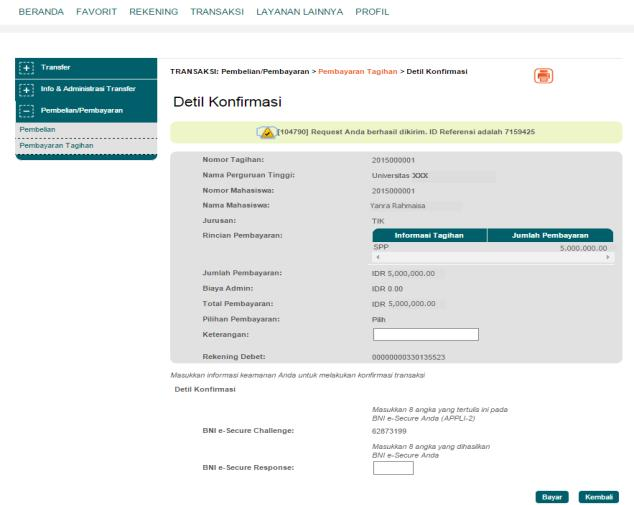 BERANDA FAVORIT REKENING TRANSAKSI LAYANAN LAINNYA PROFIL
Transfer
Info & Administrasi Transfer
Pembelian/Pembayaran
Pembelian
Pembayaran Tagihan
TRANSAKSI: Pembelian/Pembayaran > Pembayaran Tagihan > Detil Konfirmasi
Detil Konfirmasi
[104790] Request Anda berhasil dikirim. ID Referensi adalah 7159425
Nomor Tagihan: 2015000001
Nama Perguruan Tinggi: Universitas XXX
Nomor Mahasiswa: 2015000001
Nama Mahasiswa: Yanra Rahmaisa
Jurusan: TIK
Rincian Pembayaran: Informasi Tagihan Jumlah Pembayaran
SPP 5.000.000.00
Jumlah Pembayaran: IDR 5,000,000.00
Biaya Admin: IDR 0.00
Total Pembayaran: IDR 5,000,000.00
Pilihan Pembayaran: Pilih
Keterangan:
Rekening Debet: 00000000330135523
Masukkan informasi keamanan Anda untuk melakukan konfirmasi transaksi
Detil Konfirmasi
Masukkan 8 angka yang tertulis ini pada
BNI e-Secure Anda (APPLI-2)
BNI e-Secure Challenge: 62873199
Masukkan 8 angka yang dihasilkan
BNI e-Secure Anda
BNI e-Secure Response:
Bayar Kembali